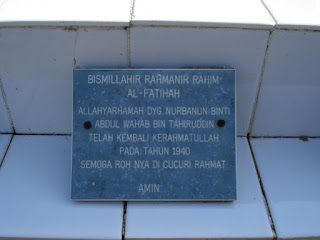 BISMILLAHIR RAHMANIR RAHIM
AL-FATIHAH
ALLAHYARHAMAH DYG. NURBANUN BINTI
ABDUL WAHAB BIN TAHIRUDDIN
TELAH KEMBALI KERAHMATULLAH
PADA TAHUN 1940
SEMOGA ROH NYA DI CUCURI RAHMAT
AMIN